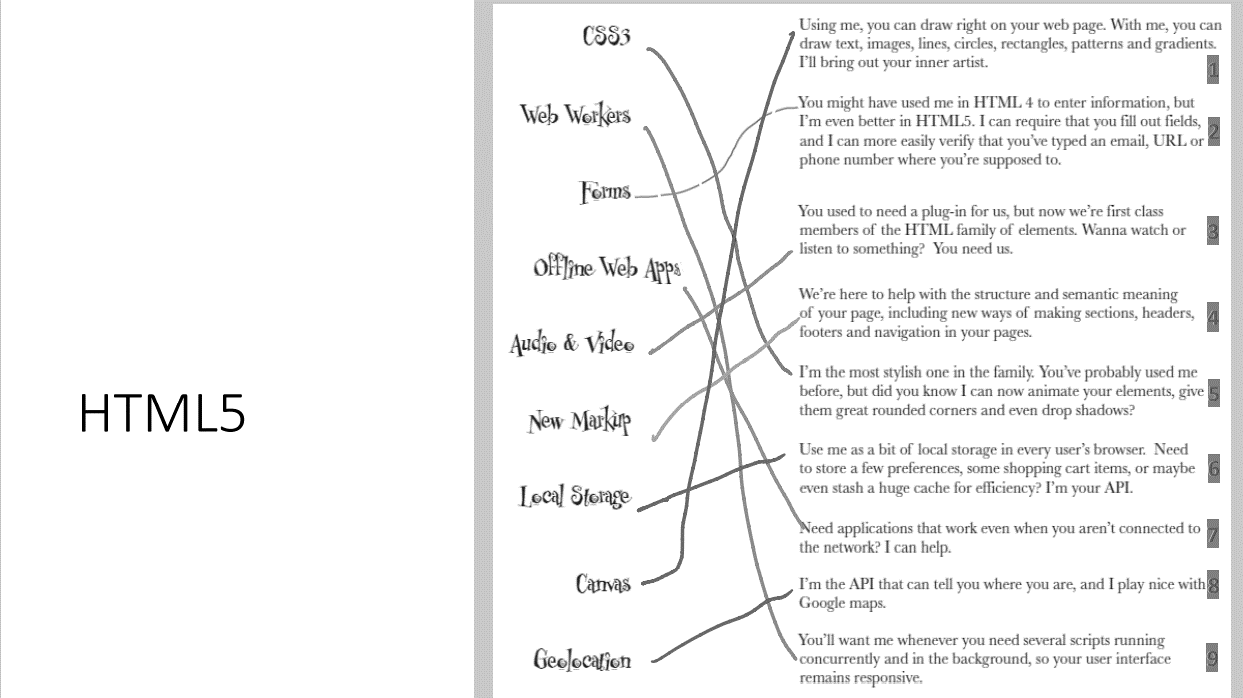 HTML5
CSS3
Web Workers
Forms
Offline Web Apps
Audio & Video
New Markup
Local Storage
Canvas
Geolocation
Using me, you can draw right on your web page. With me, you can
draw text, images, lines, circles, rectangles, patterns and gradients.
I'll bring out your inner artist.
1
You might have used me in HTML 4 to enter information, but
I'm even better in HTML5. I can require that you fill out fields,
and I can more easily verify that you've typed an email, URL or
phone number where you're supposed to.
2
You used to need a plug-in for us, but now we're first class
members of the HTML family of elements. Wanna watch or
listen to something? You need us.
3
We're here to help with the structure and semantic meaning
of your page, including new ways of making sections, headers,
footers and navigation in your pages.
4
I'm the most stylish one in the family. You've probably used me
before, but did you know I can now animate your elements, give
them great rounded corners and even drop shadows?
5
Use me as a bit of local storage in every user's browser. Need
to store a few preferences, some shopping cart items, or maybe
even stash a huge cache for efficiency? I'm your API.
6
Need applications that work even when you aren't connected to
the network? I can help.
7
I'm the API that can tell you where you are, and I play nice with
Google maps.
8
You'll want me whenever you need several scripts running
concurrently and in the background, so your user interface
remains responsive.
9